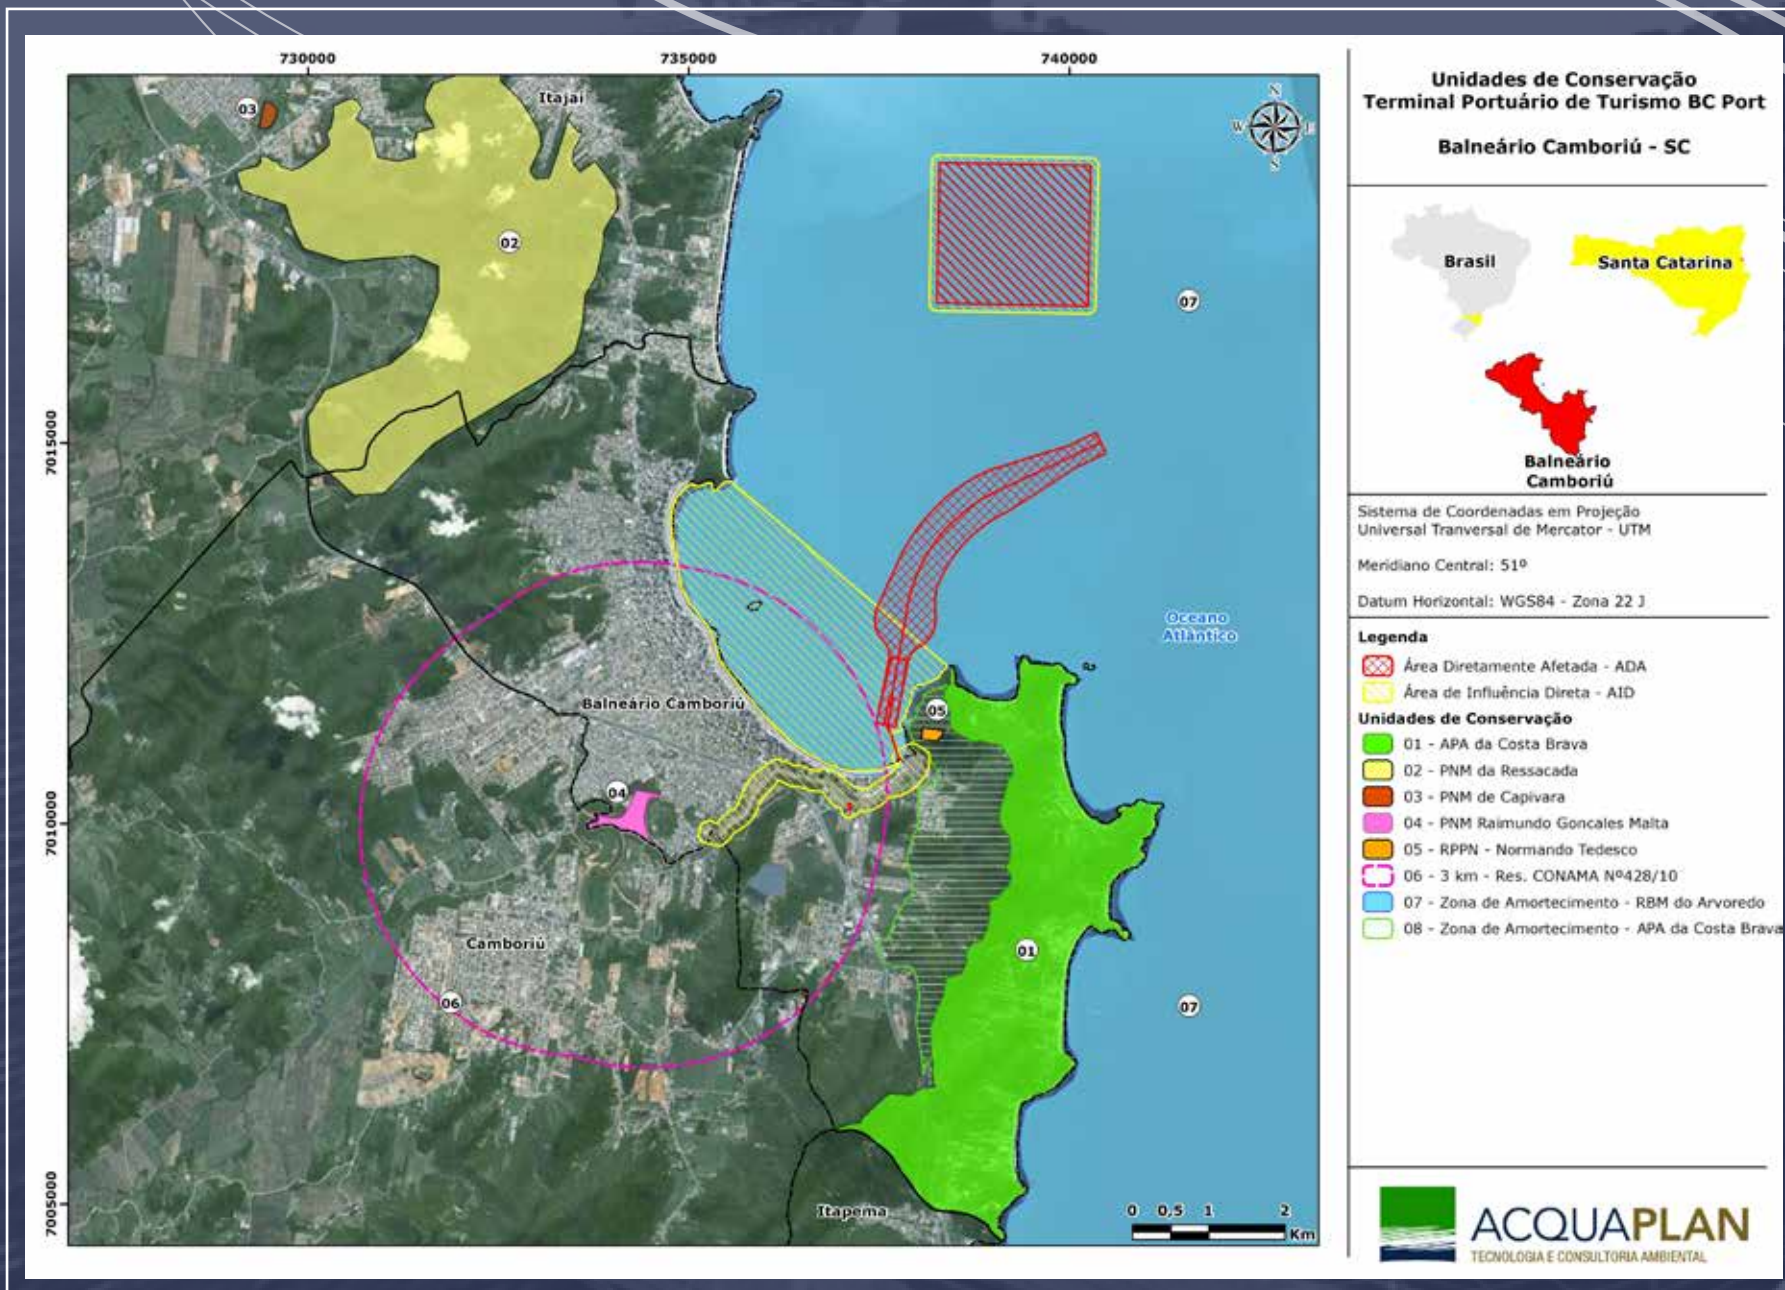 730000
735000
740000
7015000
7010000
7005000
Itajaí
03
02
07
N
W
E
S
Oceano
Atlântico
Balneário Camboriú
05
04
Camboriú
06
01
07
Itapema
0 0,5 1 2
Km
Unidades de Conservação
Terminal Portuário de Turismo BC Port
Balneário Camboriú - SC
Brasil
Santa Catarina
Balneário
Camboriú
Sistema de Coordenadas em Projeção
Universal Tranversal de Mercator - UTM
Meridiano Central: 51º
Datum Horizontal: WGS84 - Zona 22 J
Legenda
Área Diretamente Afetada - ADA
Área de Influência Direta - AID
Unidades de Conservação
01 - APA da Costa Brava
02 - PNM da Ressacada
03 - PNM de Capivara
04 - PNM Raimundo Goncales Malta
05 - RPPN - Normando Tedesco
06 - 3 km - Res. CONAMA Nº428/10
07 - Zona de Amortecimento - RBM do Arvoredo
08 - Zona de Amortecimento - APA da Costa Brava
ACQUAPLAN
TECNOLOGIA E CONSULTORIA AMBIENTAL